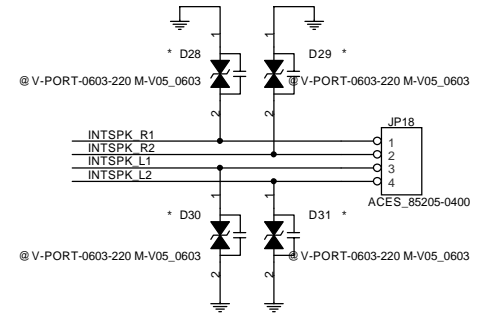 1
1
* D28
D29 *
@ V-PORT-0603-220 M-V05_0603
@ V-PORT-0603-220 M-V05_0603
2
2
JP18
INTSPK_R1
1
INTSPK_R2
2
INTSPK_L1
3
INTSPK_L2
4
ACES_85205-0400
1
1
* D30
D31 *
@ V-PORT-0603-220 M-V05_0603
@ V-PORT-0603-220 M-V05_0603
2
2